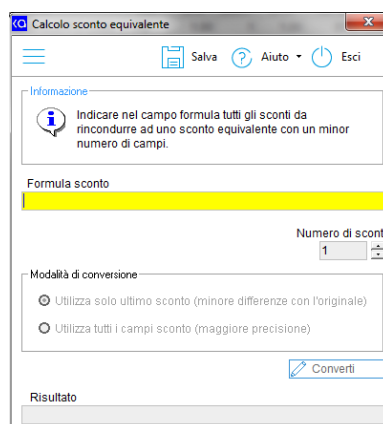 Calcolo sconto equivalente
Salva
Aiuto
Esci
Informazione
Indicare nel campo formula tutti gli sconti da
rincondurre ad uno sconto equivalente con un minor
numero di campi.
Formula sconto
Numero di scont
1
Modalità di conversione
Utilizza solo ultimo sconto (minore differenze con l'originale)
Utilizza tutti i campi sconto (maggiore precisione)
Converti
Risultato